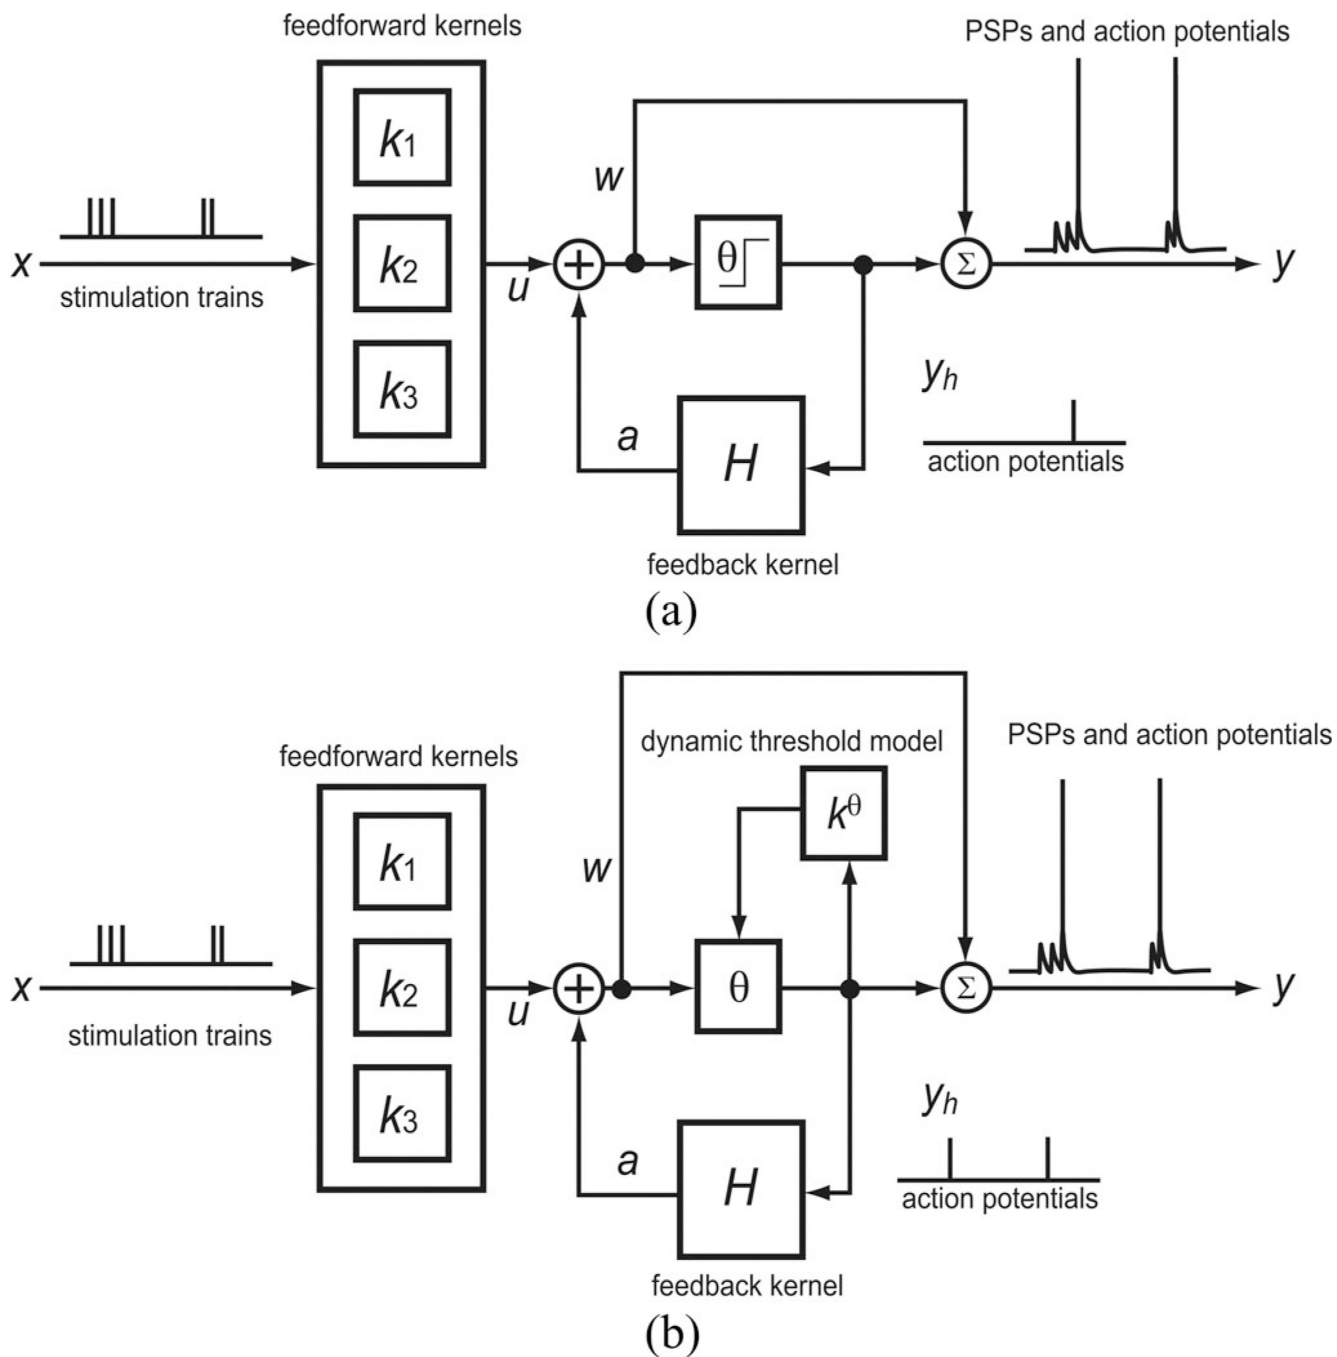 feedforward kernels
PSPs and action potentials
k1
w
k2
θ
Σ
x
stimulation trains
u
+
y
k3
yh
a
H
action potentials
feedback kernel
(a)
dynamic threshold model
PSPs and action potentials
feedforward kernels
kθ
k1
w
k2
θ
Σ
x
stimulation trains
u
+
y
k3
yh
a
H
action potentials
feedback kernel
(b)